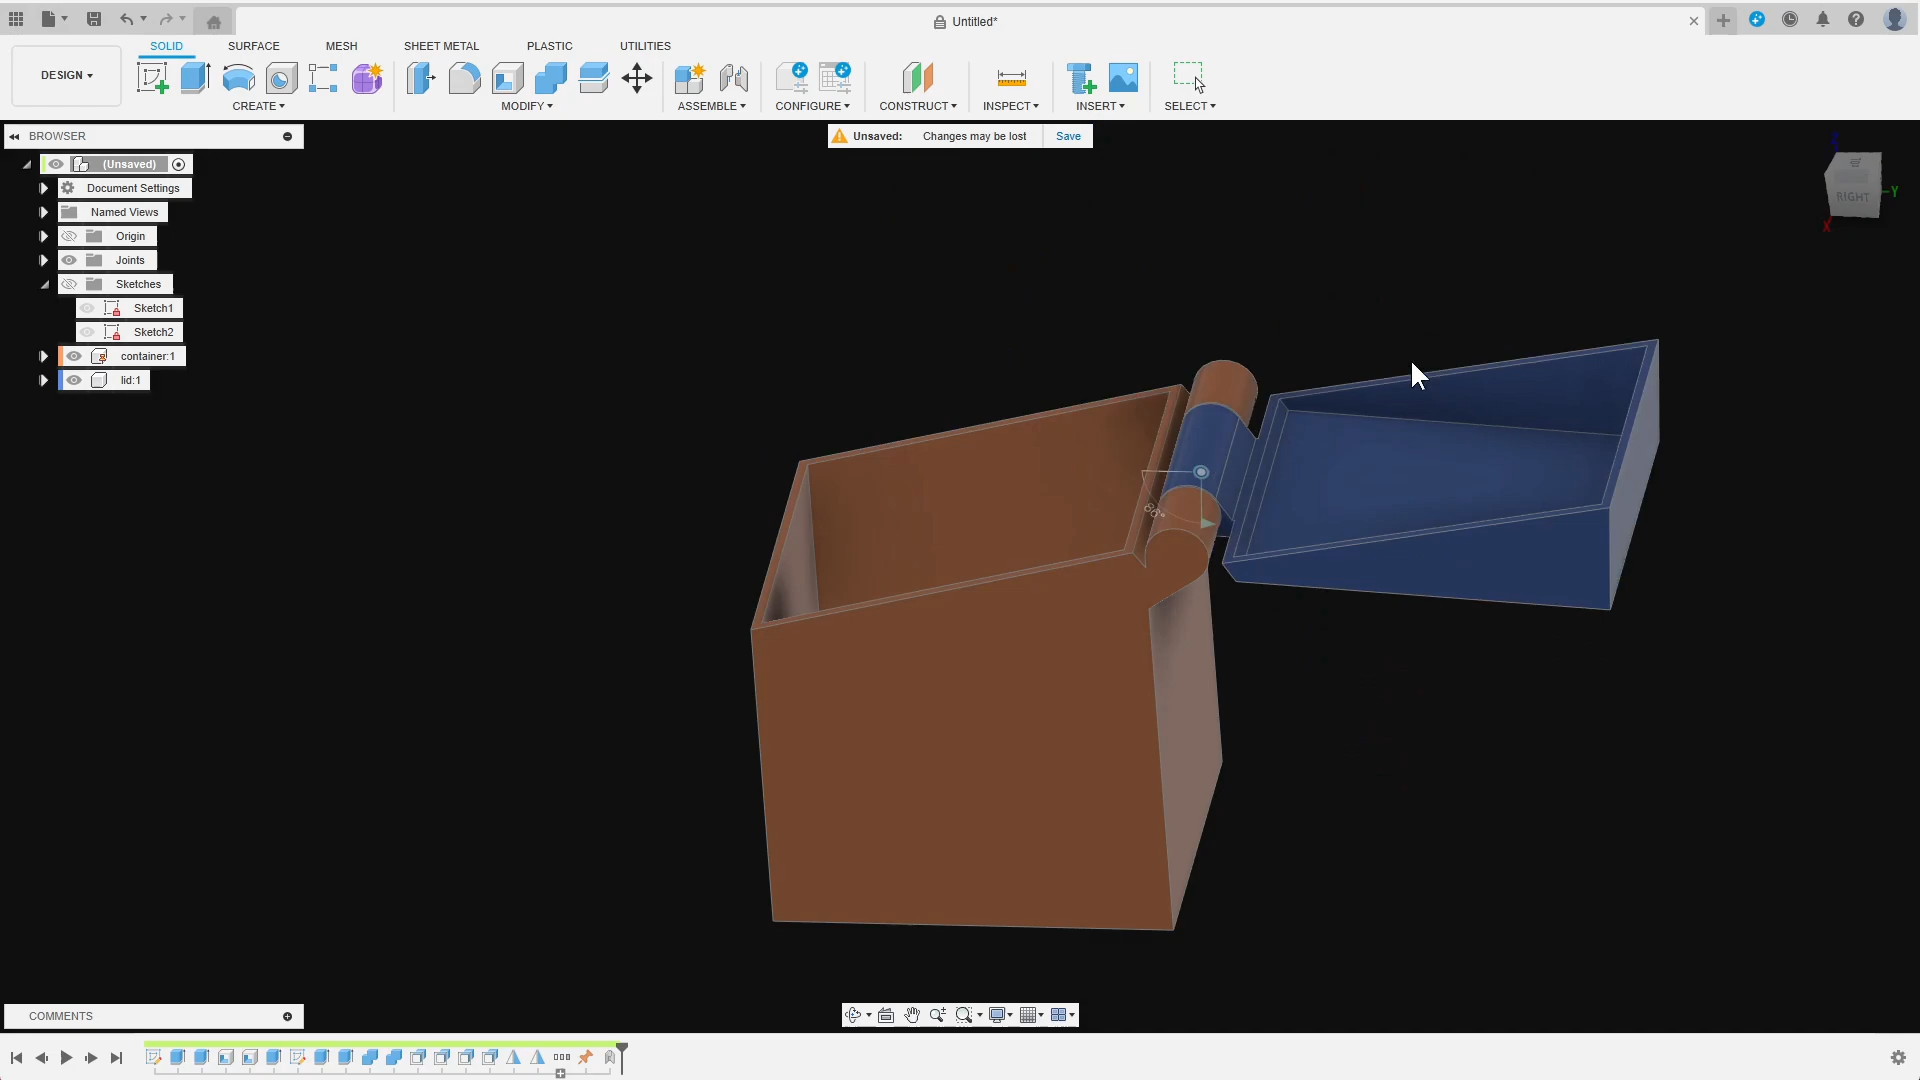 Untitled*
DESIGN
SOLID
SURFACE
MESH
SHEET METAL
PLASTIC
UTILITIES
CREATE
MODIFY
ASSEMBLE
CONFIGURE
CONSTRUCT
INSPECT
INSERT
SELECT
BROWSER
Unsaved: Changes may be lost Save
(Unsaved)
Document Settings
Named Views
Origin
Joints
Sketches
Sketch1
Sketch2
container:1
lid:1
Z
RIGHT
Y
X
86°
COMMENTS